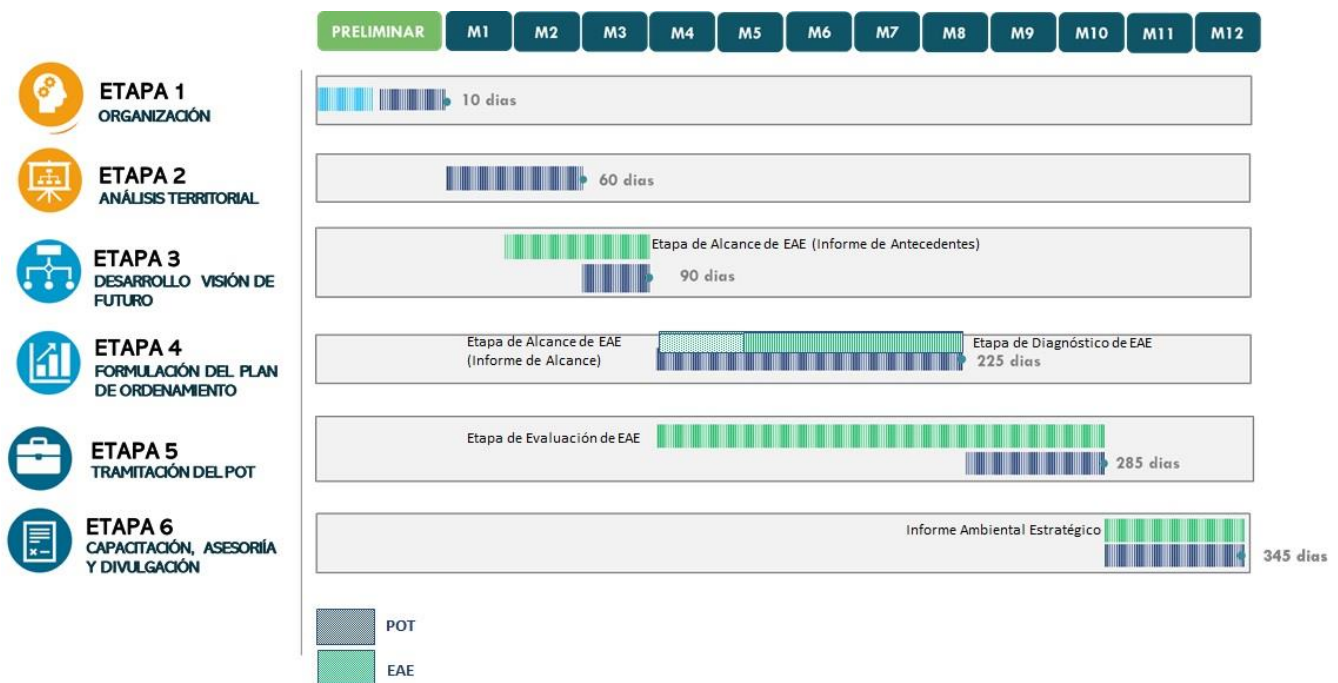 PRELIMINAR M1 M2 M3 M4 M5 M6 M7 M8 M9 M10 M11 M12
ETAPA 1
ORGANIZACIÓN
10 dias
ETAPA 2
ANÁLISIS TERRITORIAL
60 dias
ETAPA 3
DESARROLLO VISIÓN DE
FUTURO
Etapa de Alcance de EAE (Informe de Antecedentes)
90 dias
ETAPA 4
FORMULACIÓN DEL PLAN
DE ORDENAMIENTO
Etapa de Alcance de EAE
(Informe de Alcance)
Etapa de Diagnóstico de EAE
225 dias
ETAPA 5
TRAMITACIÓN DEL POT
Etapa de Evaluación de EAE
285 dias
ETAPA 6
CAPACITACIÓN, ASESORIÍA
Y DIVULGACIÓN
Informe Ambiental Estratégico
345 dias
POT
EAE